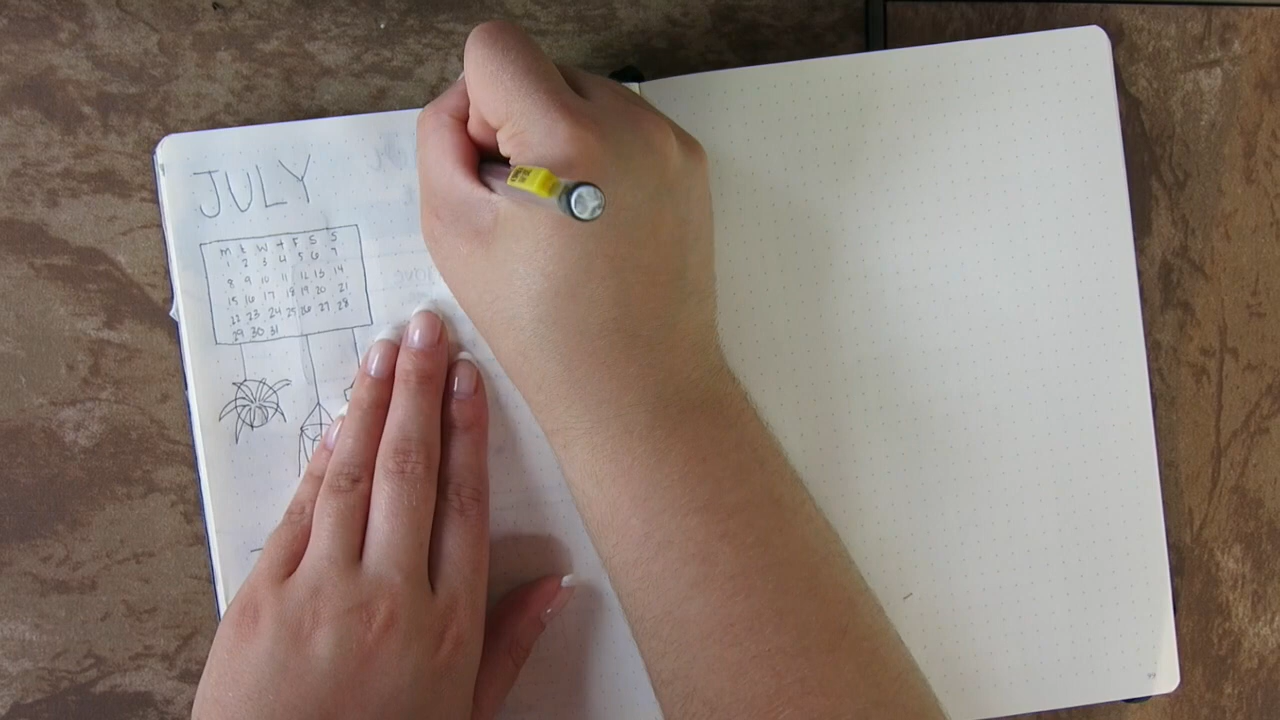 JULY
M t W t F S S
1 2 3 4 5 6 7
8 9 10 11 12 13 14
15 16 17 18 19 20 21
22 23 24 25 26 27 28
29 30 31